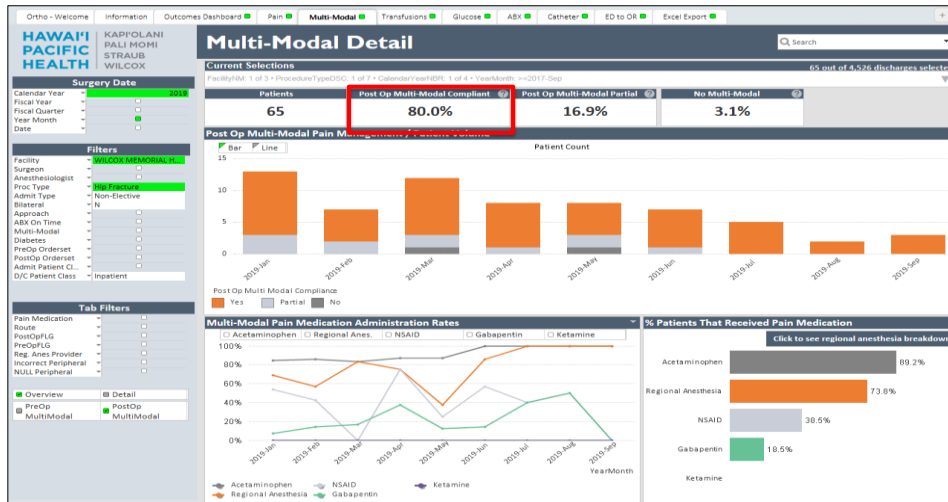 Ortho - Welcome Information Outcomes Dashboard Pain Multi-Modal Transfusions Glucose ABX Catheter ED to OR Excel Export
HAWAI'I PACIFIC HEALTH
KAPI'OLANI
PALI MOMI
STRAUB
WILCOX
Multi-Modal Detail
Search
Current Selections
65 out of 4,526 discharges selecte
FacilityNM: 1 of 3 • ProcedureTypeDSC: 1 of 7 • CalendarYearNBR: 1 of 4 • YearMonth: >=2017-Sep
Patients
65
Post Op Multi-Modal Compliant
80.0%
Post Op Multi-Modal Partial
16.9%
No Multi-Modal
3.1%
Surgery Date
Calendar Year 2019
Fiscal Year
Fiscal Quarter
Year Month
Date
Filters
Facility WILCOX MEMORIAL H...
Surgeon
Anesthesiologist
Proc Type Hip Fracture
Admit Type Non-Elective
Bilateral N
Approach
ABX On Time
Multi-Modal
Diabetes
PreOp Orderset
PostOp Orderset
Admit Patient Cl...
D/C Patient Class Inpatient
Tab Filters
Pain Medication
Route
PostOpFLG
PreOpFLG
Reg. Anes Provider
Incorrect Peripheral
NULL Peripheral
Overview Detail
PreOp MultiModal
PostOp MultiModal
Post Op Multi-Modal Pain Management / Patient Volume
Bar Line
Patient Count
15
10
5
0
2019-Jan 2019-Feb 2019-Mar 2019-Apr 2019-May 2019-Jun 2019-Jul 2019-Aug 2019-Sep
Post Op Multi Modal Compliance
Yes Partial No
Multi-Modal Pain Medication Administration Rates
Acetaminophen Regional Anes. NSAID Gabapentin Ketamine
100%
80%
60%
40%
20%
0%
2019-Jan 2019-Feb 2019-Mar 2019-Apr 2019-May 2019-Jun 2019-Jul 2019-Aug 2019-Sep
YearMonth
Acetaminophen NSAID Ketamine
Regional Anesthesia Gabapentin
% Patients That Received Pain Medication
Click to see regional anesthesia breakdown
Acetaminophen 89.2%
Regional Anesthesia 73.8%
NSAID 38.5%
Gabapentin 18.5%
Ketamine